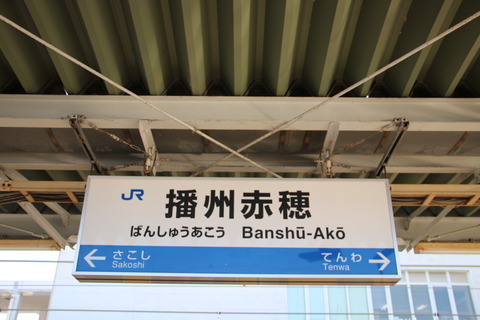 JR 播州赤穂
ばんしゅうあこう Banshū-Akō
← さこし てんわ →
Sakoshi Tenwa